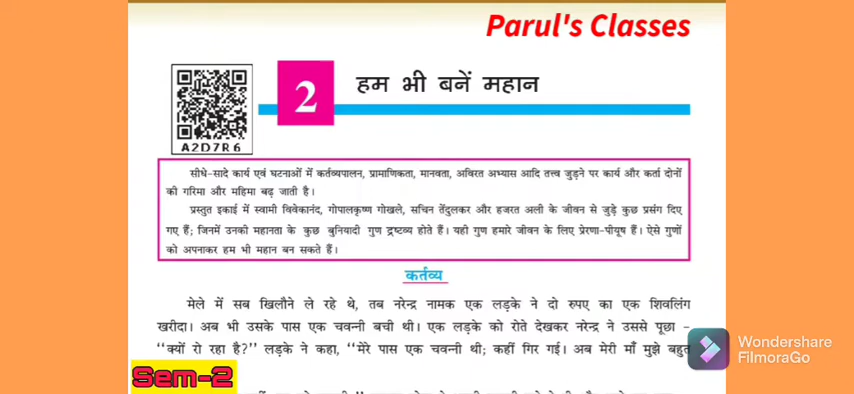 Parul's Classes
A2D7R6
2
हम भी बनें महान
सीधे-सादे कार्य एवं घटनाओं में कर्तव्यपालन, प्रामाणिकता, मानवता, अविरत अभ्यास आदि तत्त्व जुड़ने पर कार्य और कर्ता दोनों
की गरिमा और महिमा बढ़ जाती है।
प्रस्तुत इकाई में स्वामी विवेकानंद, गोपालकृष्ण गोखले, सचिन तेंदुलकर और हजरत अली के जीवन से जुड़े कुछ प्रसंग दिए
गए हैं; जिनमें उनकी महानता के कुछ बुनियादी गुण द्रष्टव्य होते हैं। यही गुण हमारे जीवन के लिए प्रेरणा-पीयूष हैं। ऐसे गुणों
को अपनाकर हम भी महान बन सकते हैं।
कर्तव्य
मेले में सब खिलौने ले रहे थे, तब नरेन्द्र नामक एक लड़के ने दो रुपए का एक शिवलिंग
खरीदा। अब भी उसके पास एक चवन्नी बची थी। एक लड़के को रोते देखकर नरेन्द्र ने उससे पूछा -
“क्यों रो रहा है?” लड़के ने कहा, “मेरे पास एक चवन्नी थी; कहीं गिर गई। अब मेरी माँ मुझे बहुत
Wondershare
FilmoraGo
Sem-2